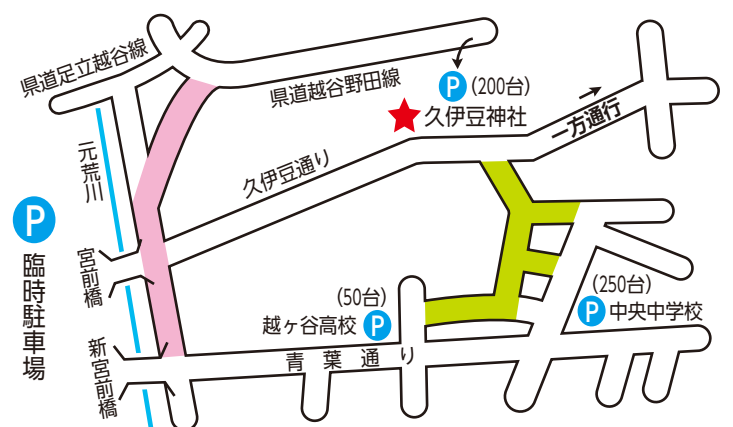 県道足立越谷線
県道越谷野田線
P (200台)
久伊豆神社
一方通行
元荒川
久伊豆通り
P
臨時駐車場
宮前橋
(50台)
越ヶ谷高校 P
(250台)
P 中央中学校
新宮前橋
青葉通り